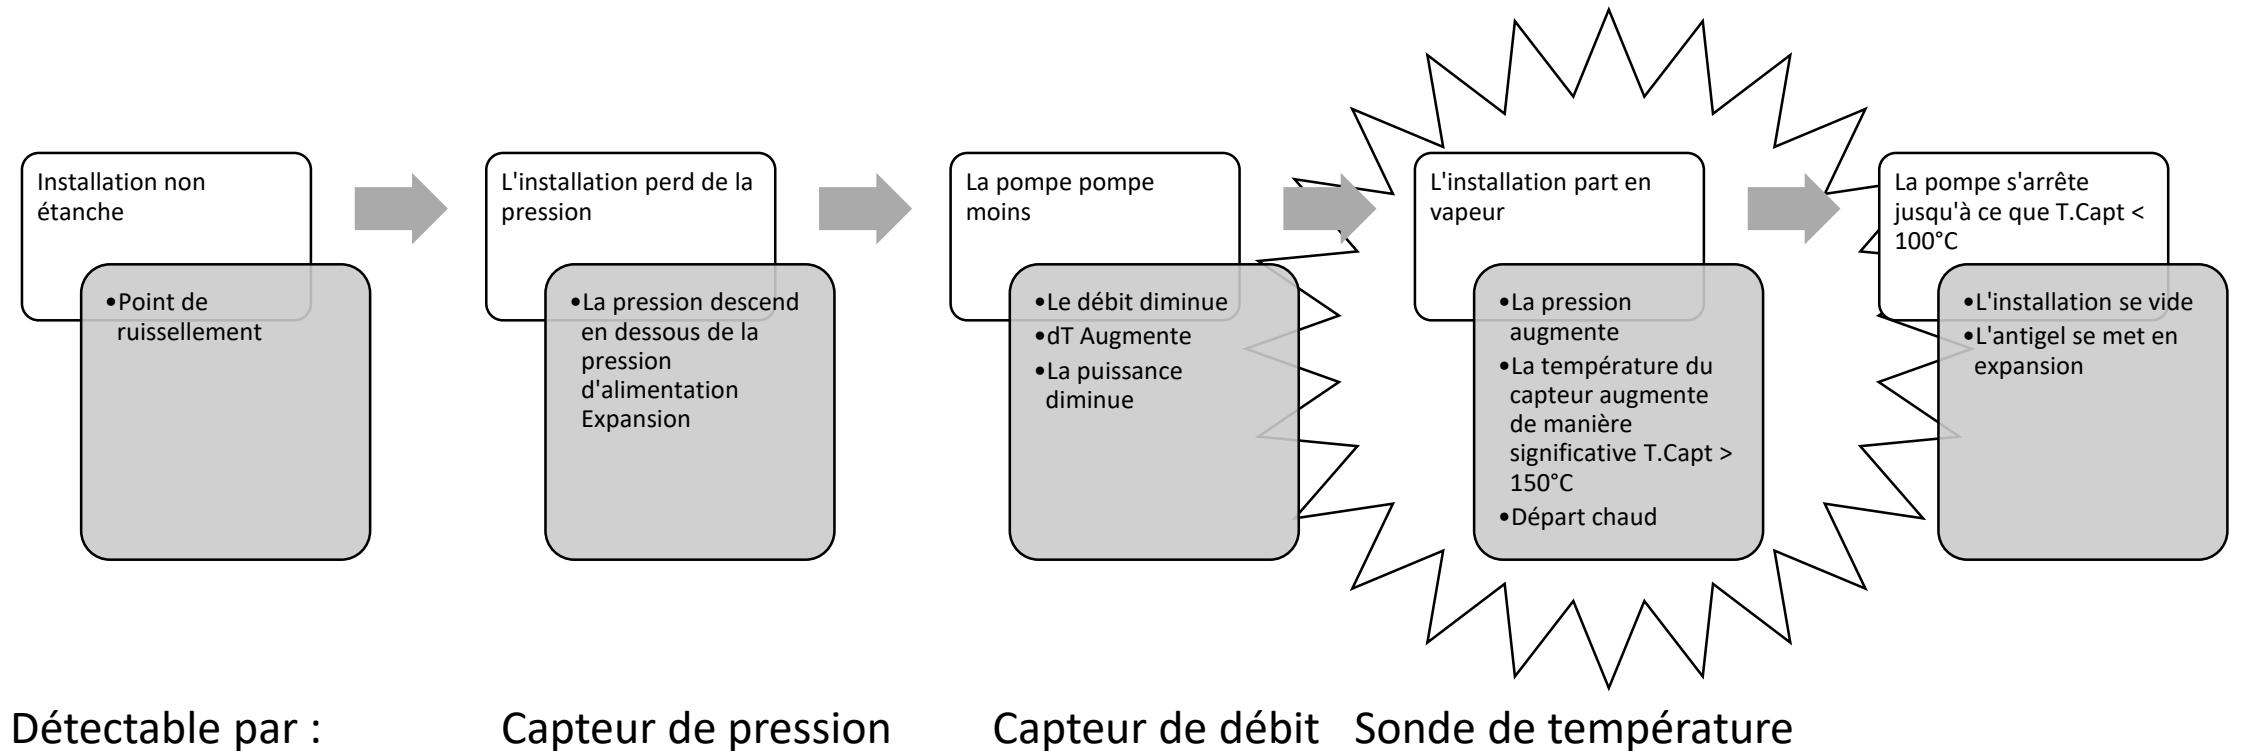 Installation non
étanche
•Point de
ruissellement
L'installation perd de la
pression
•La pression descend
en dessous de la
pression
d'alimentation
Expansion
La pompe pompe
moins
•Le débit diminue
•dT Augmente
•La puissance
diminue
L'installation part en
vapeur
•La pression
augmente
•La température du
capteur augmente
de manière
significative T.Capt >
150°C
•Départ chaud
La pompe s'arrête
jusqu'à ce que T.Capt <
100°C
•L'installation se vide
•L'antigel se met en
expansion
Détectable par :
Capteur de pression
Capteur de débit
Sonde de température